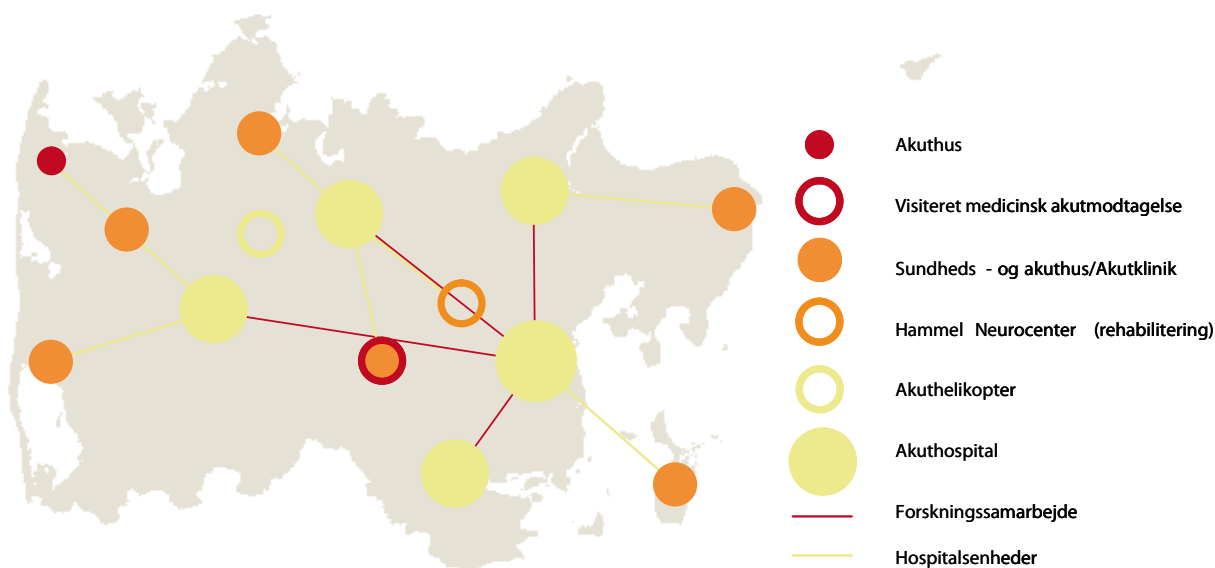 Akuthus
Visiteret medicinsk akutmodtagelse
Sundheds - og akuthus/Akutklinik
Hammel Neurocenter (rehabilitering)
Akuthelikopter
Akuthospital
Forskningssamarbejde
Hospitalsenheder